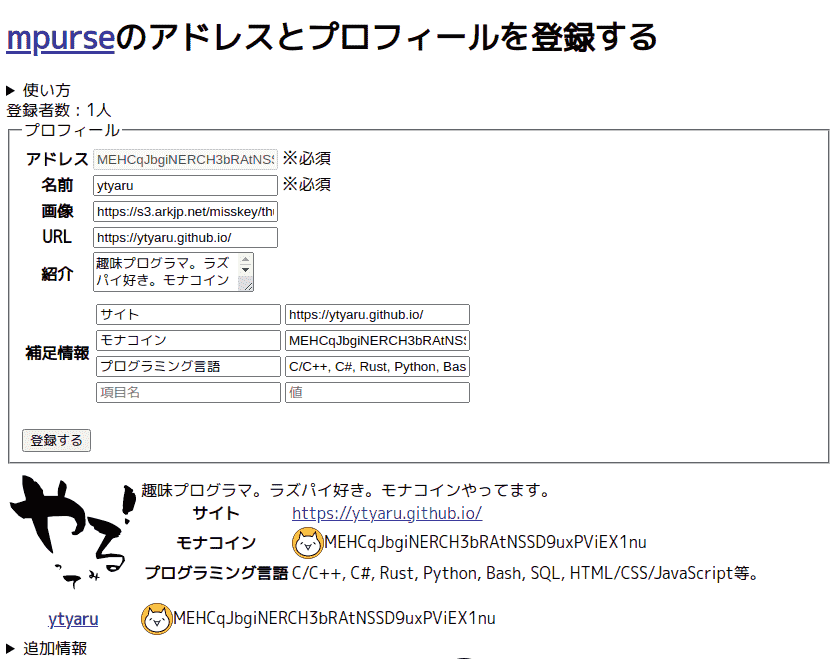 mpurseのアドレスとプロフィールを登録する
▶ 使い方
登録者数：1人
プロフィール
アドレス MEHCqJbgiNERCH3bRAtNSS ※必須
名前 ytyaru ※必須
画像 https://s3.arkjp.net/misskey/thu
URL https://ytyaru.github.io/
紹介 趣味プログラマ。ラズ
パイ好き。モナコイン
サイト https://ytyaru.github.io/
モナコイン MEHCqJbgiNERCH3bRAtNSS
補足情報
プログラミング言語 C/C++, C#, Rust, Python, Bas
項目名 値
登録する
やってみる！
趣味プログラマ。ラズパイ好き。モナコインやってます。
サイト https://ytyaru.github.io/
モナコイン MEHCqJbgiNERCH3bRAtNSSD9uxPViEX1nu
プログラミング言語 C/C++, C#, Rust, Python, Bash, SQL, HTML/CSS/JavaScript等。
ytyaru MEHCqJbgiNERCH3bRAtNSSD9uxPViEX1nu
▶ 追加情報